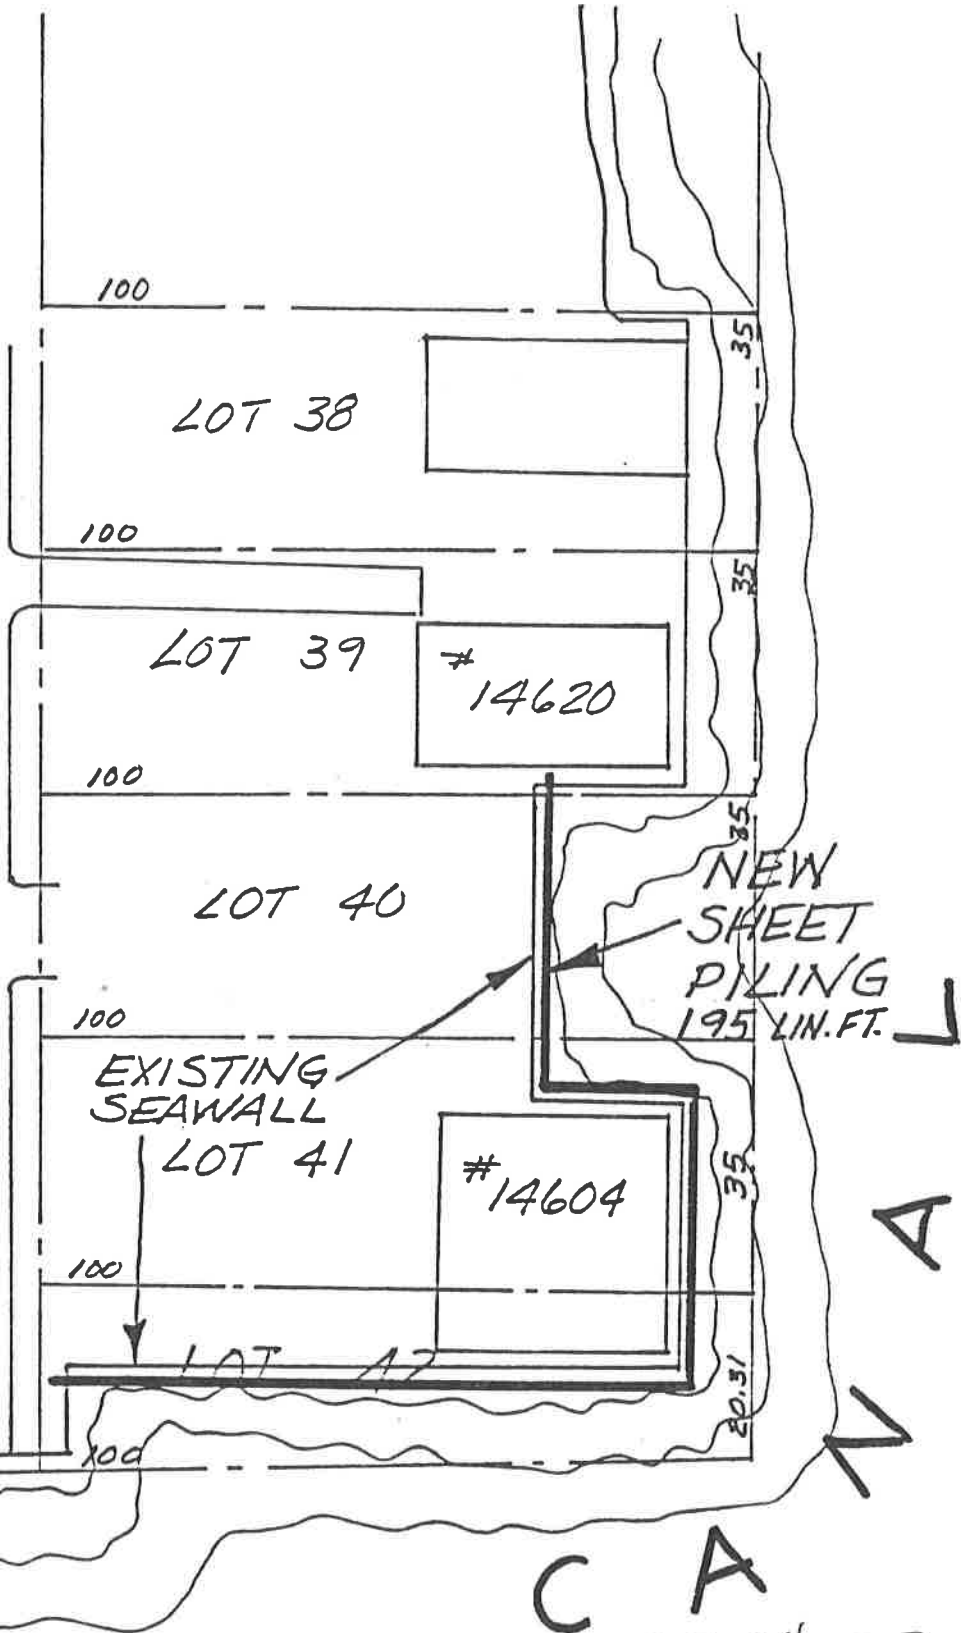 100
35
LOT 38
100
35
LOT 39
#
14620
100
35
NEW
SHEET
PILING
195 LIN. FT.
LOT 40
100
EXISTING
SEAWALL
LOT 41
#
14604
35
100
LOT 42
20.31
100
CANAL